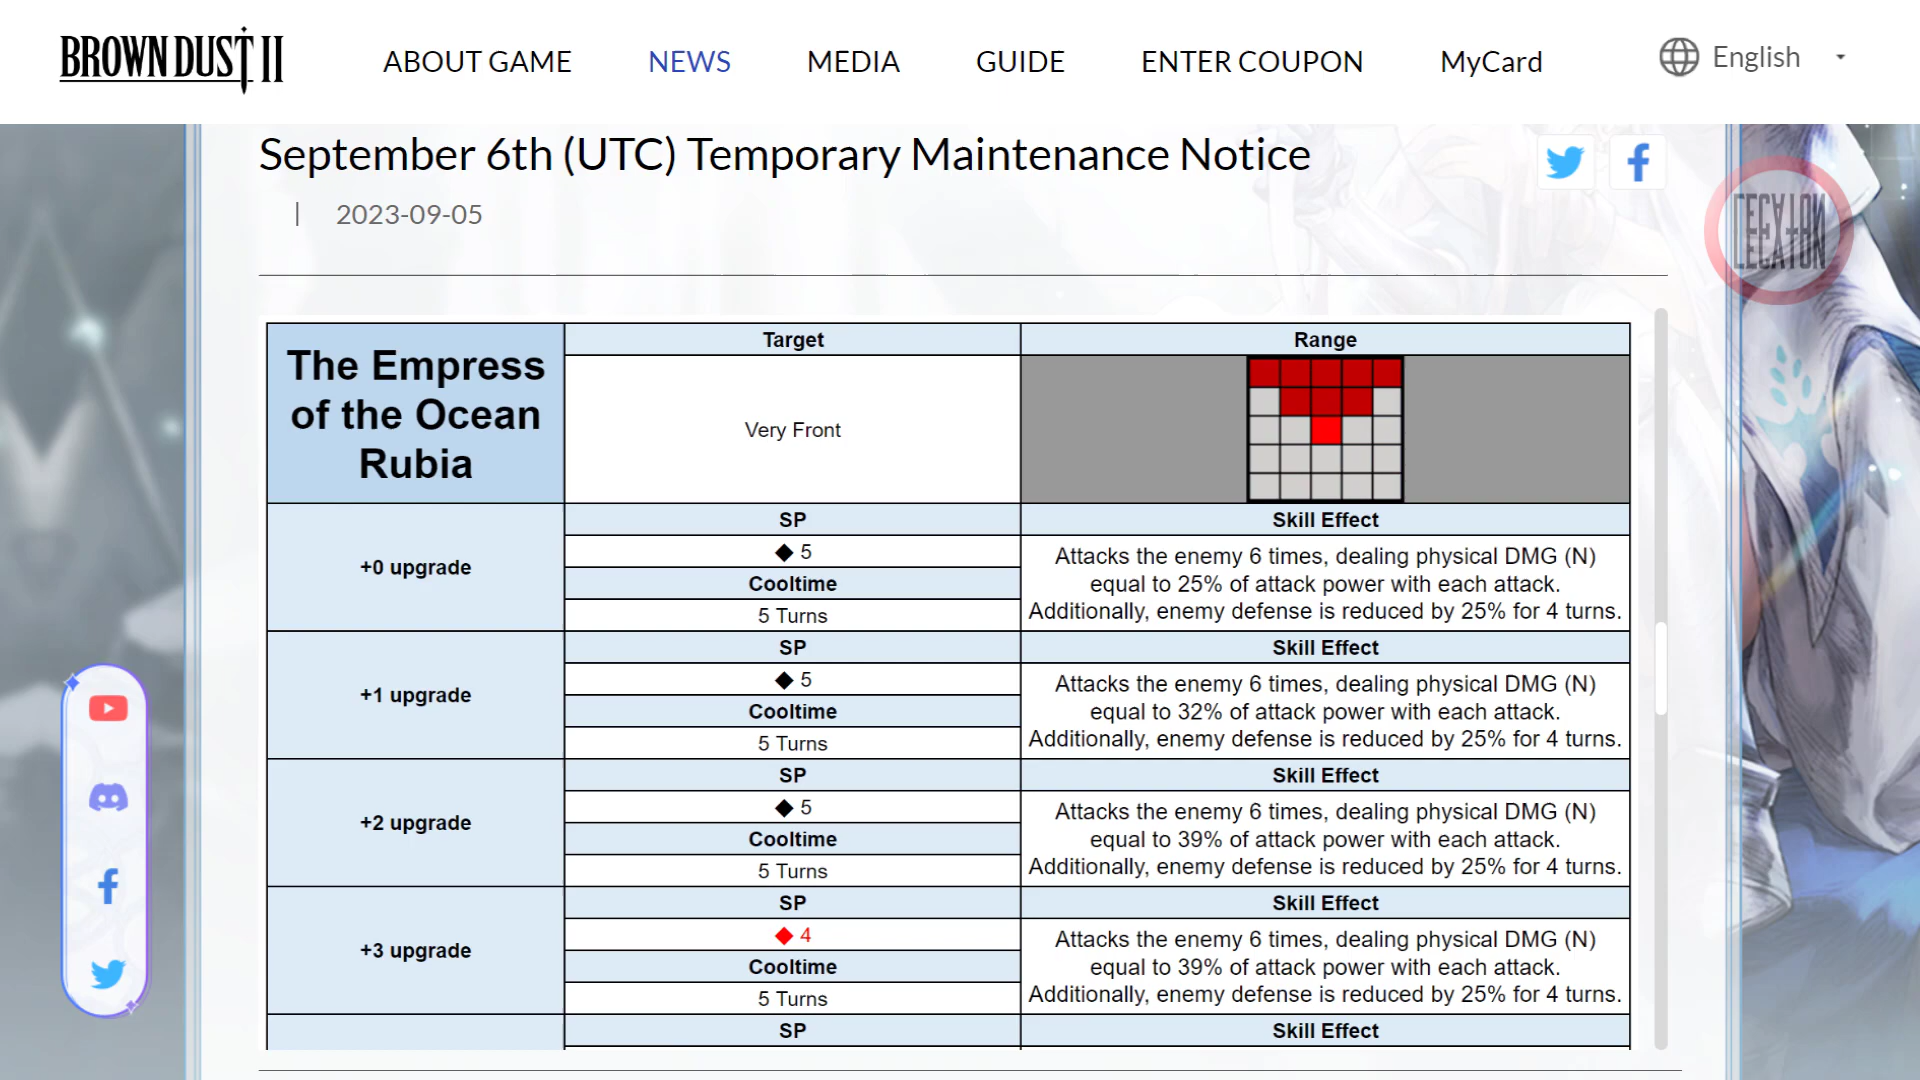 BROWN DUST II
ABOUT GAME
NEWS
MEDIA
GUIDE
ENTER COUPON
MyCard
English
September 6th (UTC) Temporary Maintenance Notice
2023-09-05
The Empress
of the Ocean
Rubia
Target
Range
Very Front
+0 upgrade
SP
Skill Effect
◆ 5
Cooltime
5 Turns
Attacks the enemy 6 times, dealing physical DMG (N)
equal to 25% of attack power with each attack.
Additionally, enemy defense is reduced by 25% for 4 turns.
+1 upgrade
SP
Skill Effect
◆ 5
Cooltime
5 Turns
Attacks the enemy 6 times, dealing physical DMG (N)
equal to 32% of attack power with each attack.
Additionally, enemy defense is reduced by 25% for 4 turns.
+2 upgrade
SP
Skill Effect
◆ 5
Cooltime
5 Turns
Attacks the enemy 6 times, dealing physical DMG (N)
equal to 39% of attack power with each attack.
Additionally, enemy defense is reduced by 25% for 4 turns.
+3 upgrade
SP
Skill Effect
◆ 4
Cooltime
5 Turns
Attacks the enemy 6 times, dealing physical DMG (N)
equal to 39% of attack power with each attack.
Additionally, enemy defense is reduced by 25% for 4 turns.
SP
Skill Effect